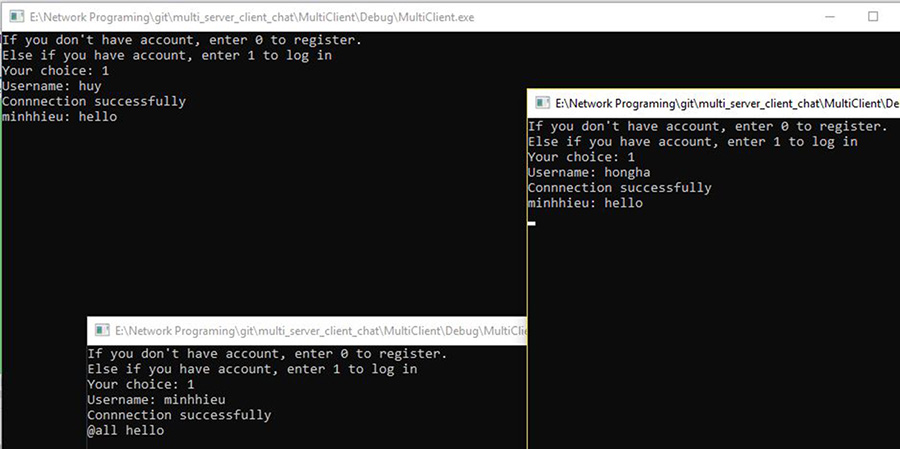 E:\Network Programing\git\multi_server_client_chat\MultiClient\Debug\MultiClient.exe
If you don't have account, enter 0 to register.
Else if you have account, enter 1 to log in
Your choice: 1
Username: huy
Connnection successfully
minhhieu: hello
E:\Network Programing\git\multi_server_client_chat\MultiClient\De
If you don't have account, enter 0 to register.
Else if you have account, enter 1 to log in
Your choice: 1
Username: hongha
Connnection successfully
minhhieu: hello
E:\Network Programing\git\multi_server_client_chat\MultiClient\Debug\MultiClie
If you don't have account, enter 0 to register.
Else if you have account, enter 1 to log in
Your choice: 1
Username: minhhieu
Connnection successfully
@all hello